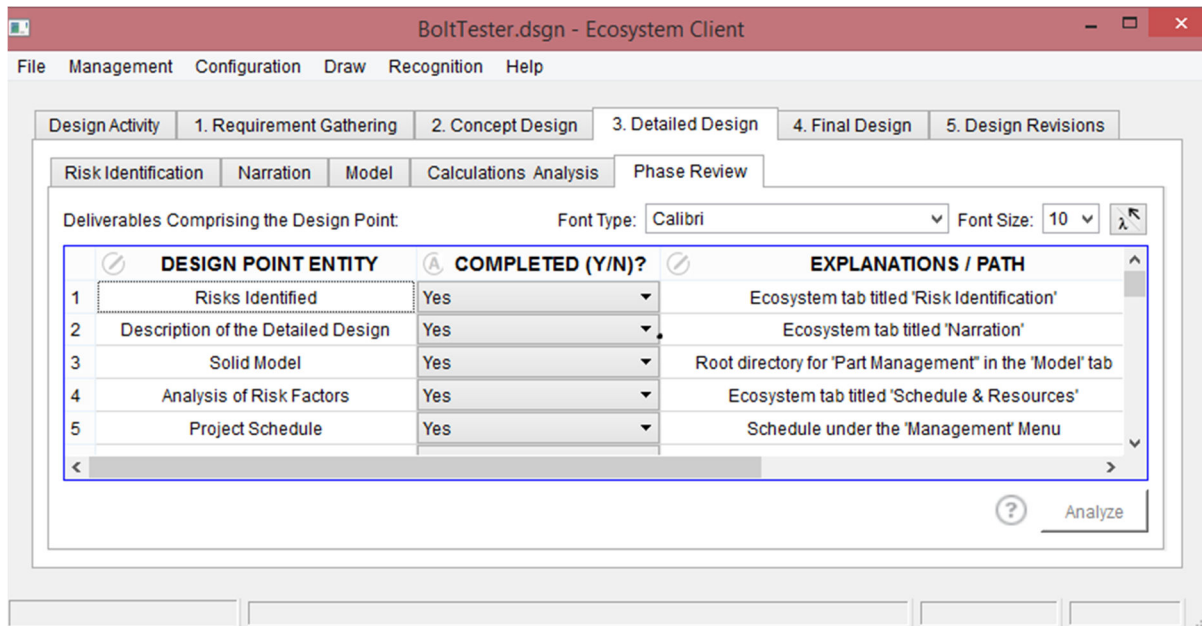 BoltTester.dsgn - Ecosystem Client
File Management Configuration Draw Recognition Help
Design Activity 1. Requirement Gathering 2. Concept Design 3. Detailed Design 4. Final Design 5. Design Revisions
Risk Identification Narration Model Calculations Analysis Phase Review
Deliverables Comprising the Design Point: Font Type: Calibri Font Size: 10 λ
DESIGN POINT ENTITY A COMPLETED (Y/N)? EXPLANATIONS / PATH
1 Risks Identified Yes Ecosystem tab titled 'Risk Identification'
2 Description of the Detailed Design Yes Ecosystem tab titled 'Narration'
3 Solid Model Yes Root directory for 'Part Management" in the 'Model' tab
4 Analysis of Risk Factors Yes Ecosystem tab titled 'Schedule & Resources'
5 Project Schedule Yes Schedule under the 'Management' Menu
? Analyze